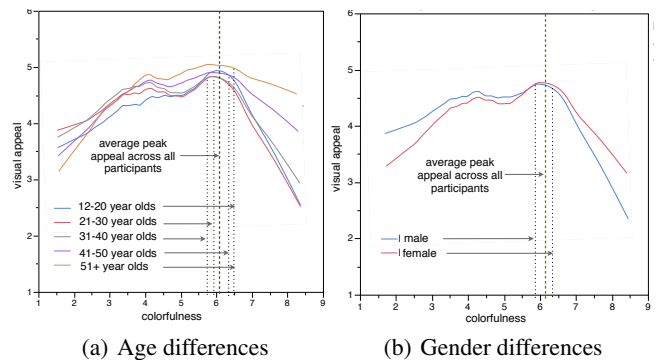 6
5
4
3
2
1
visual appeal
average peak
appeal across all
participants
12-20 year olds
21-30 year olds
31-40 year olds
41-50 year olds
51+ year olds
1 2 3 4 5 6 7 8 9
colorfulness
(a) Age differences
6
5
4
3
2
1
visual appeal
average peak
appeal across all
participants
male
female
1 2 3 4 5 6 7 8 9
colorfulness
(b) Gender differences